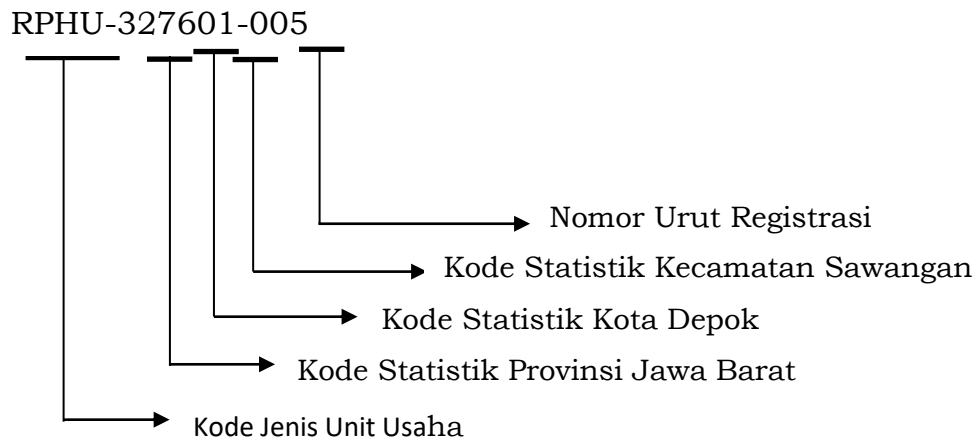 RPHU-327601-005
Nomor Urut Registrasi
Kode Statistik Kecamatan Sawangan
Kode Statistik Kota Depok
Kode Statistik Provinsi Jawa Barat
Kode Jenis Unit Usaha